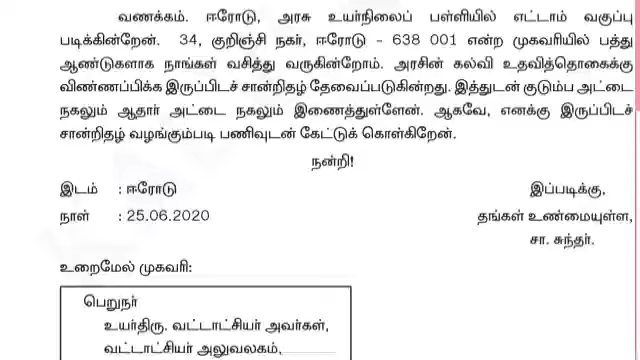 வணக்கம். ஈரோடு, அரசு உயர்நிலைப் பள்ளியில் எட்டாம் வகுப்பு
படிக்கின்றேன். 34, குறிஞ்சி நகர், ஈரோடு – 638 001 என்ற முகவரியில் பத்து
ஆண்டுகளாக நாங்கள் வசித்து வருகின்றோம். அரசின் கல்வி உதவித்தொகைக்கு
விண்ணப்பிக்க இருப்பிடச் சான்றிதழ் தேவைப்படுகின்றது. இத்துடன் குடும்ப அட்டை
நகலும் ஆதார் அட்டை நகலும் இணைத்துள்ளேன். ஆகவே, எனக்கு இருப்பிடச்
சான்றிதழ் வழங்கும்படி பணிவுடன் கேட்டுக் கொள்கிறேன்.
நன்றி!
இடம் : ஈரோடு இப்படிக்கு,
நாள் : 25.06.2020 தங்கள் உண்மையுள்ள,
சா. சுந்தர்.
உறைமேல் முகவரி:
பெறுநர்
உயர்திரு. வட்டாட்சியர் அவர்கள்,
வட்டாட்சியர் அலுவலகம்,